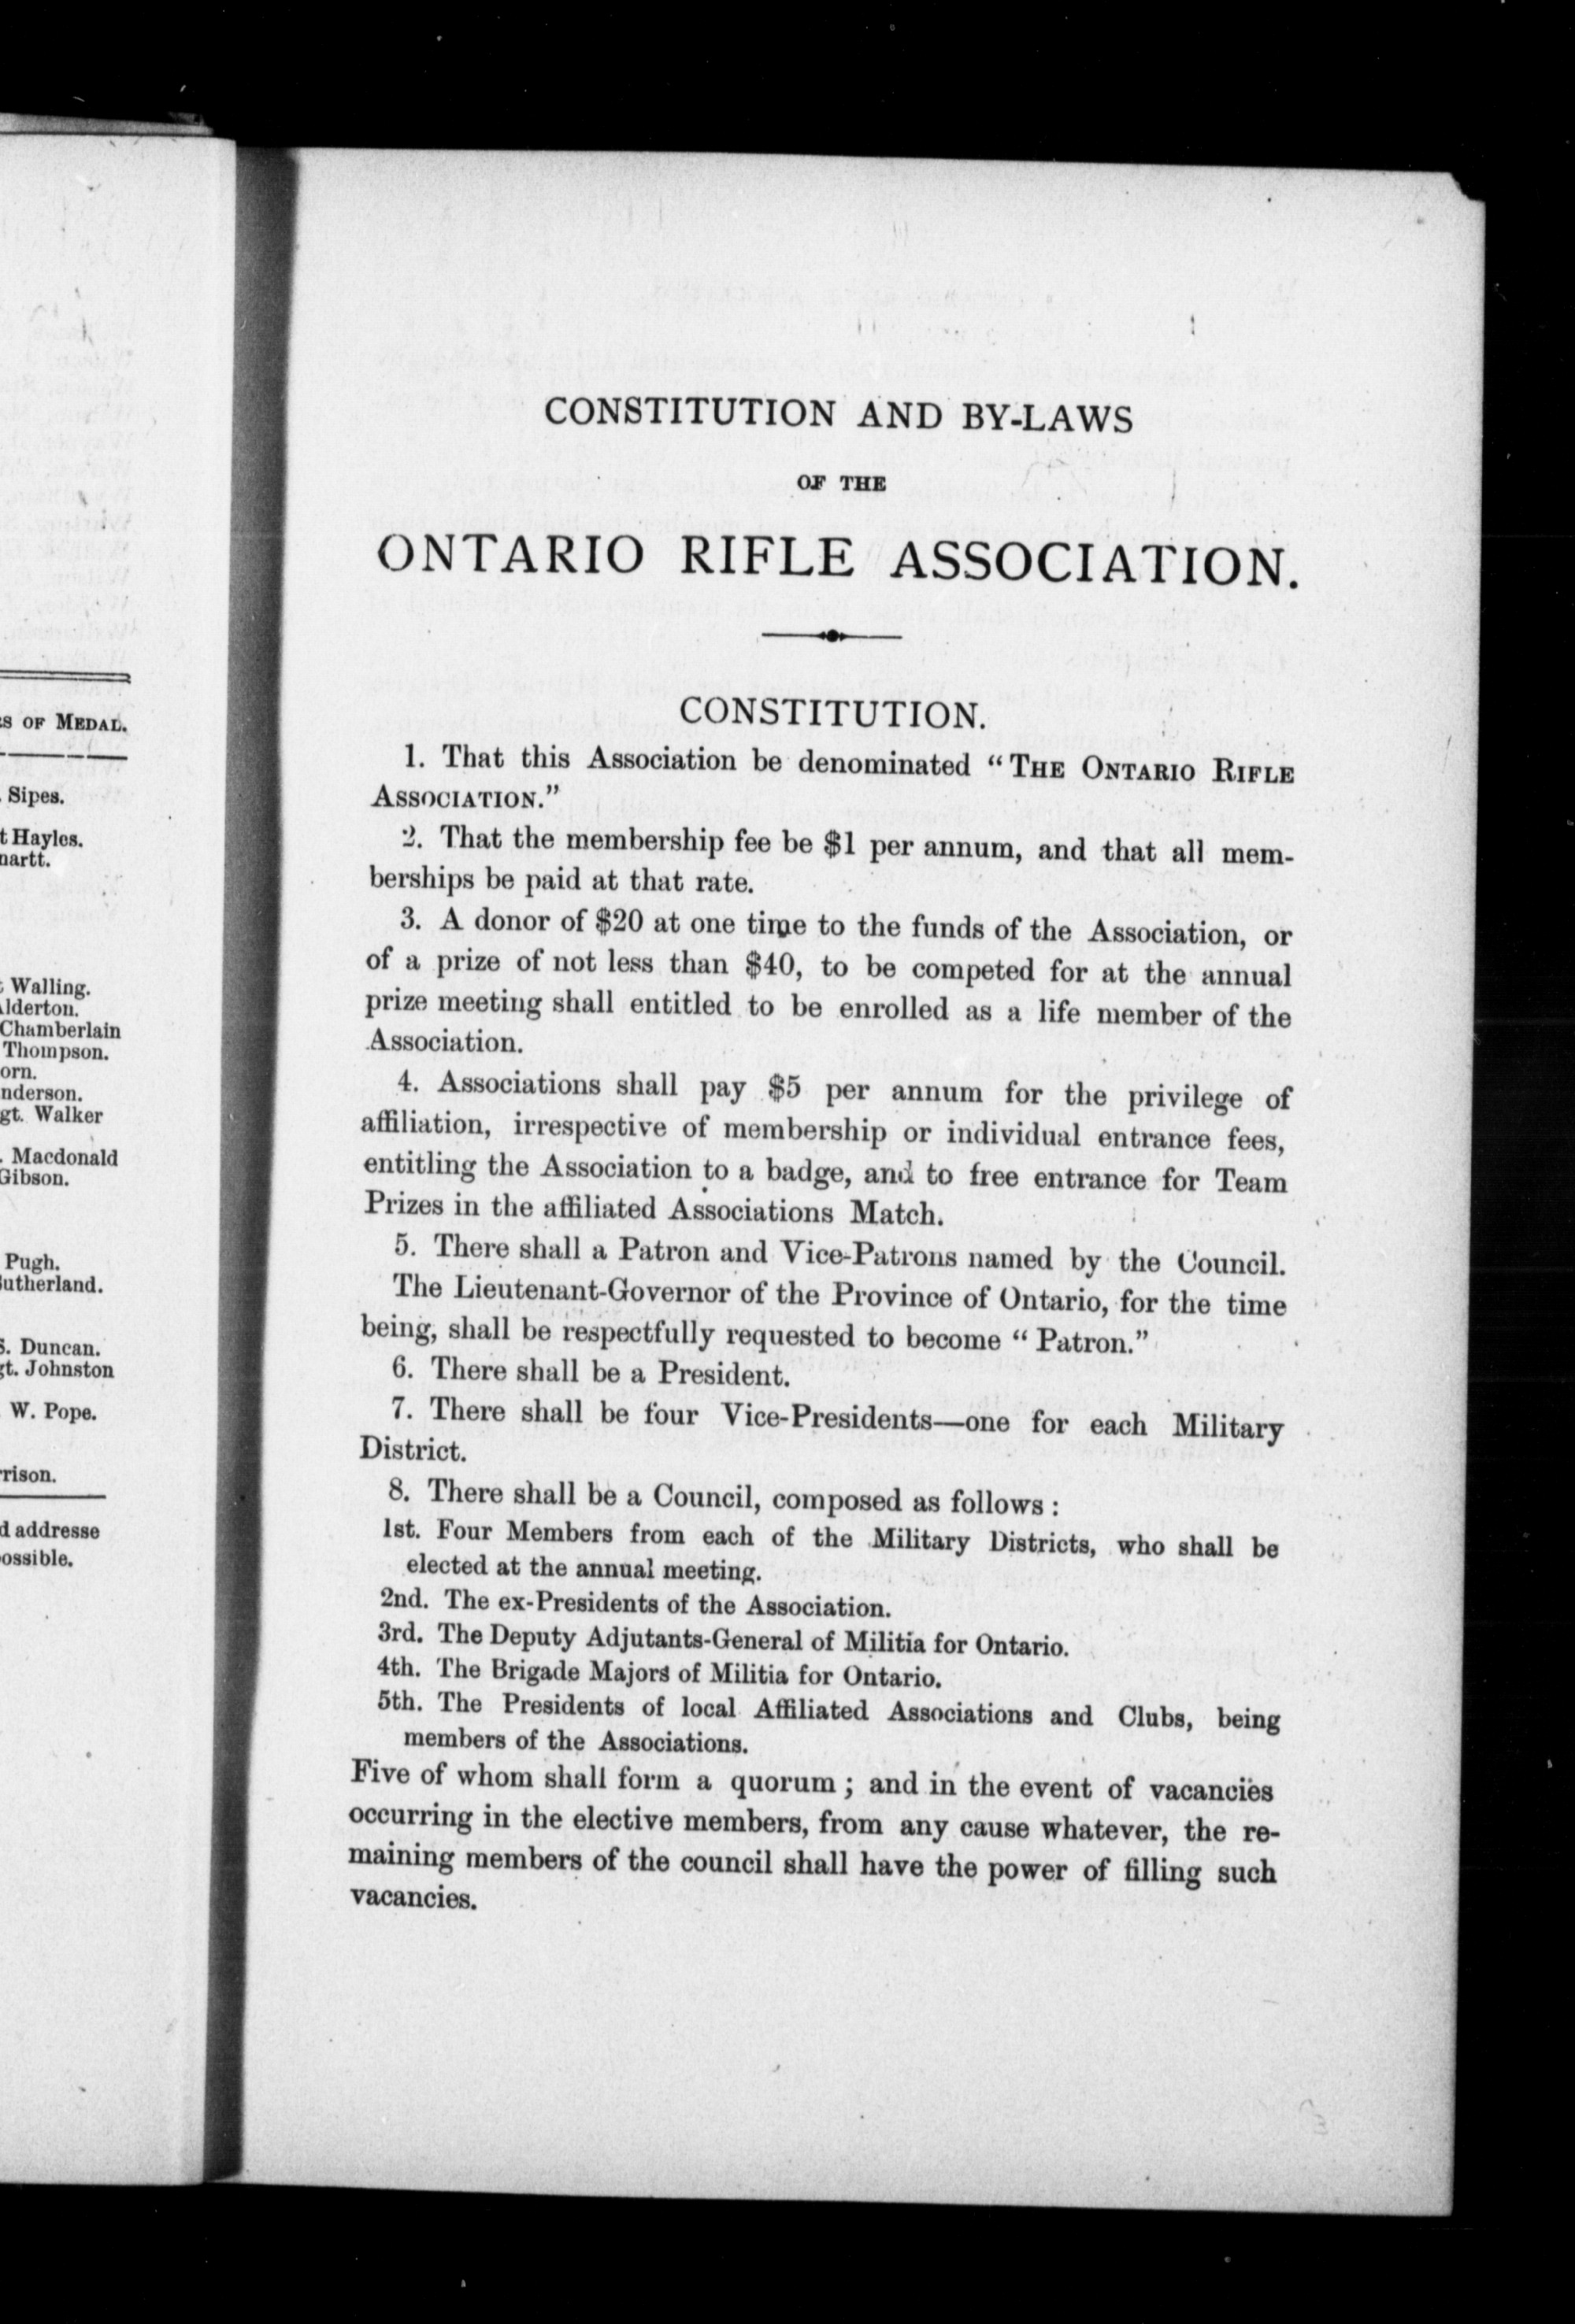 s of Medal.
Sipes.
t Hayles.
nartt.
Walling.
lderton.
Chamberlain
Thompson.
orn.
nderson.
gt. Walker
. Macdonald
Gibson.
Pugh.
utherland.
S. Duncan.
gt. Johnston
W. Pope.
rison.
d addresse
ossible.
CONSTITUTION AND BY-LAWS
OF THE
ONTARIO RIFLE ASSOCIATION.
CONSTITUTION.
1. That this Association be denominated “The Ontario Rifle
Association.”
2. That the membership fee be $1 per annum, and that all mem-
berships be paid at that rate.
3. A donor of $20 at one time to the funds of the Association, or
of a prize of not less than $40, to be competed for at the annual
prize meeting shall entitled to be enrolled as a life member of the
Association.
4. Associations shall pay $5 per annum for the privilege of
affiliation, irrespective of membership or individual entrance fees,
entitling the Association to a badge, and to free entrance for Team
Prizes in the affiliated Associations Match.
5. There shall a Patron and Vice-Patrons named by the Council.
The Lieutenant-Governor of the Province of Ontario, for the time
being, shall be respectfully requested to become “Patron.”
6. There shall be a President.
7. There shall be four Vice-Presidents—one for each Military
District.
8. There shall be a Council, composed as follows :
1st. Four Members from each of the Military Districts, who shall be
elected at the annual meeting.
2nd. The ex-Presidents of the Association.
3rd. The Deputy Adjutants-General of Militia for Ontario.
4th. The Brigade Majors of Militia for Ontario.
5th. The Presidents of local Affiliated Associations and Clubs, being
members of the Associations.
Five of whom shall form a quorum ; and in the event of vacancies
occurring in the elective members, from any cause whatever, the re-
maining members of the council shall have the power of filling such
vacancies.